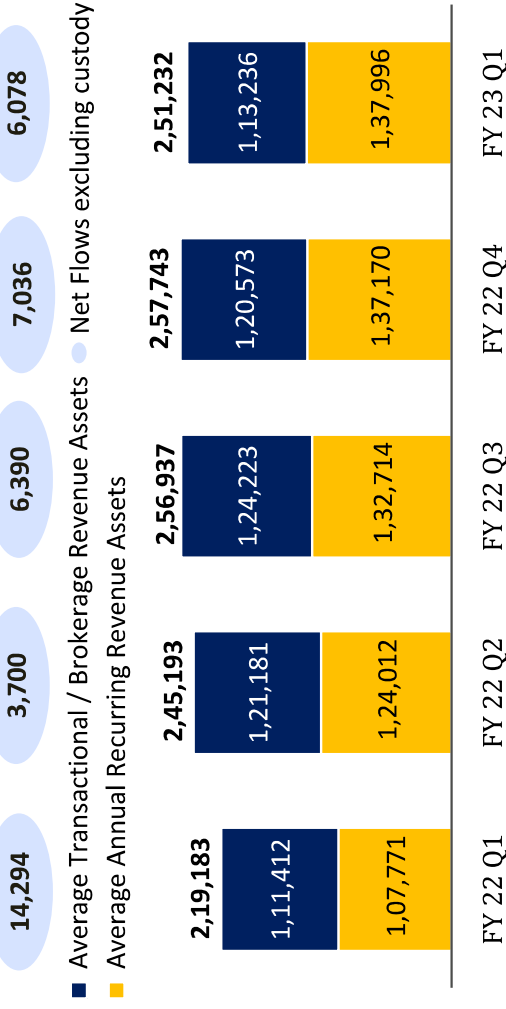 14,294 3,700 6,390 7,036 6,078
Average Transactional / Brokerage Revenue Assets Net Flows excluding custody
Average Annual Recurring Revenue Assets
2,19,183 2,45,193 2,56,937 2,57,743 2,51,232
1,11,412 1,21,181 1,24,223 1,20,573 1,13,236
1,07,771 1,24,012 1,32,714 1,37,170 1,37,996
FY 22 Q1 FY 22 Q2 FY 22 Q3 FY 22 Q4 FY 23 Q1